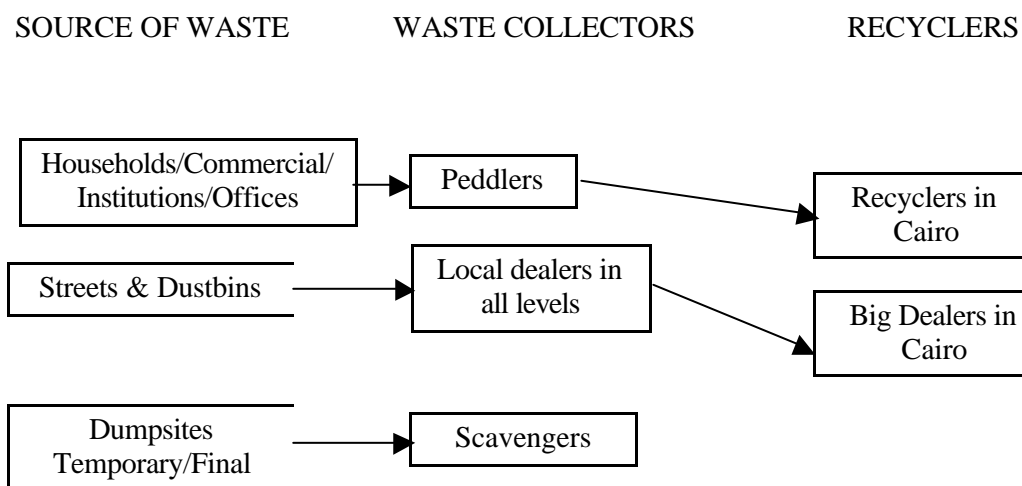 SOURCE OF WASTE
WASTE COLLECTORS
RECYCLERS
Households/Commercial/
Institutions/Offices
Peddlers
Recyclers in
Cairo
Streets & Dustbins
Local dealers in
all levels
Big Dealers in
Cairo
Dumpsites
Temporary/Final
Scavengers